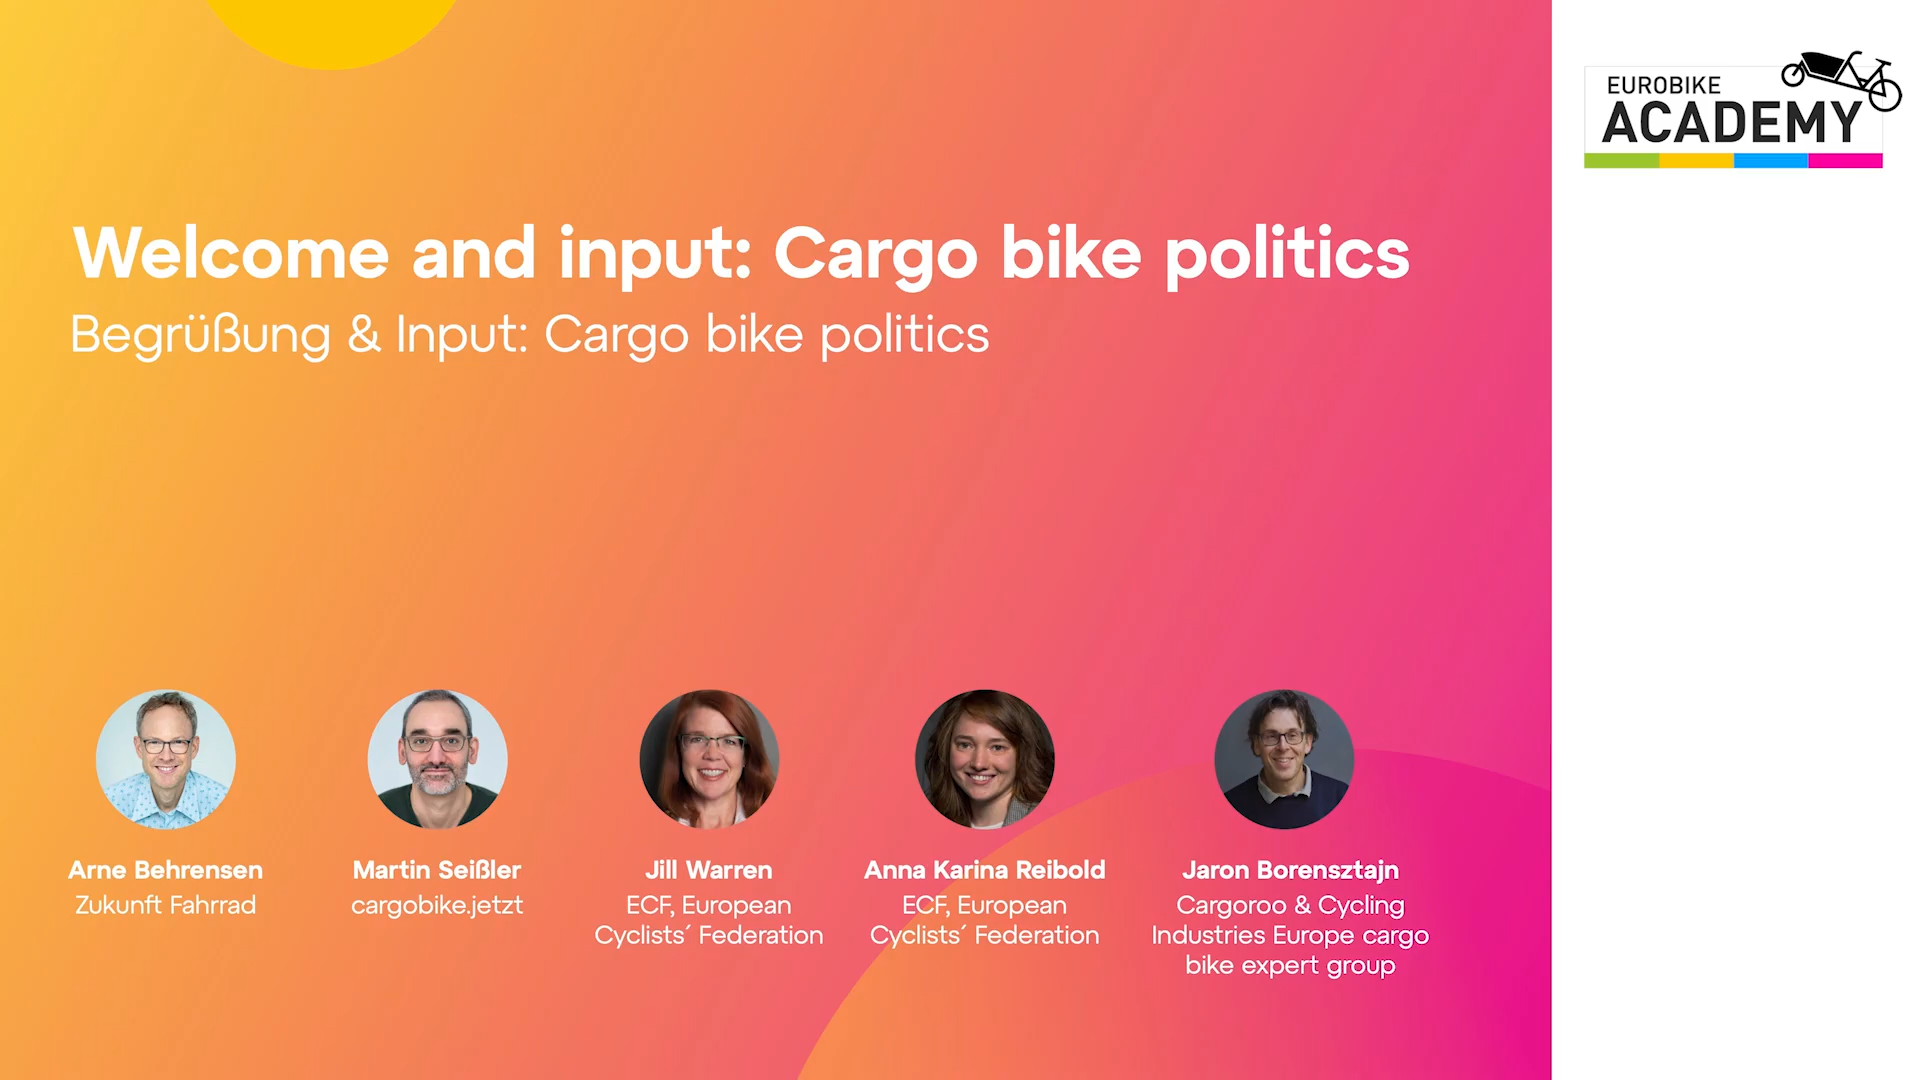 EUROBIKE
ACADEMY
Welcome and input: Cargo bike politics
Begrüßung & Input: Cargo bike politics
Arne Behrensen
Zukunft Fahrrad
Martin Seißler
cargobike.jetzt
Jill Warren
ECF, European
Cyclists´ Federation
Anna Karina Reibold
ECF, European
Cyclists´ Federation
Jaron Borensztajn
Cargoroo & Cycling
Industries Europe cargo
bike expert group